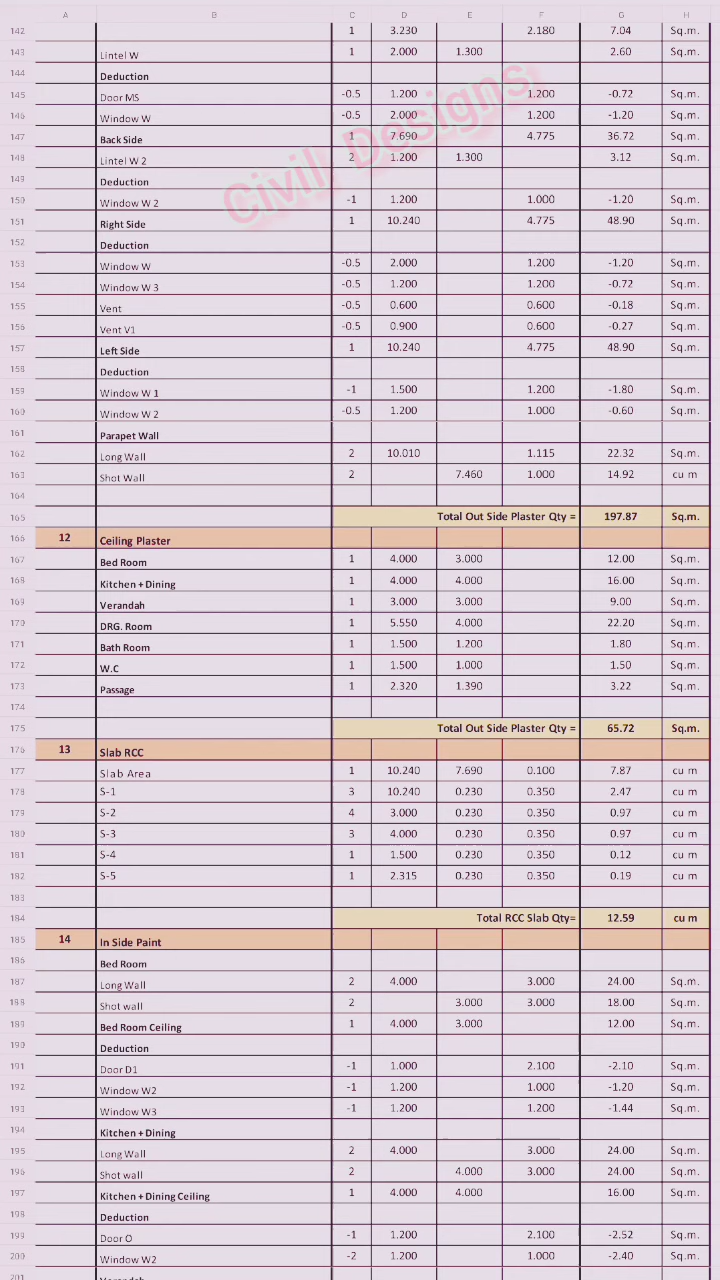 A B C D E F G H
142 1 3.230 2.180 7.04 Sq.m.
143 Lintel W 1 2.000 1.300 2.60 Sq.m.
144 Deduction
145 Door MS -0.5 1.200 1.200 -0.72 Sq.m.
146 Window W -0.5 2.000 1.200 -1.20 Sq.m.
147 Back Side 1 7.690 4.775 36.72 Sq.m.
148 Lintel W 2 2 1.200 1.300 3.12 Sq.m.
Civil Designs
149 Deduction
150 Window W 2 -1 1.200 1.000 -1.20 Sq.m.
151 Right Side 1 10.240 4.775 48.90 Sq.m.
152 Deduction
153 Window W -0.5 2.000 1.200 -1.20 Sq.m.
154 Window W 3 -0.5 1.200 1.200 -0.72 Sq.m.
155 Vent -0.5 0.600 0.600 -0.18 Sq.m.
156 Vent V1 -0.5 0.900 0.600 -0.27 Sq.m.
157 Left Side 1 10.240 4.775 48.90 Sq.m.
158 Deduction
159 Window W 1 -1 1.500 1.200 -1.80 Sq.m.
160 Window W 2 -0.5 1.200 1.000 -0.60 Sq.m.
161 Parapet Wall
162 Long Wall 2 10.010 1.115 22.32 Sq.m.
163 Shot Wall 2 7.460 1.000 14.92 cu m
164
165 Total Out Side Plaster Qty = 197.87 Sq.m.
166 12 Ceiling Plaster
167 Bed Room 1 4.000 3.000 12.00 Sq.m.
168 Kitchen + Dining 1 4.000 4.000 16.00 Sq.m.
169 Verandah 1 3.000 3.000 9.00 Sq.m.
170 DRG. Room 1 5.550 4.000 22.20 Sq.m.
171 Bath Room 1 1.500 1.200 1.80 Sq.m.
172 W.C 1 1.500 1.000 1.50 Sq.m.
173 Passage 1 2.320 1.390 3.22 Sq.m.
174
175 Total Out Side Plaster Qty = 65.72 Sq.m.
176 13 Slab RCC
177 Slab Area 1 10.240 7.690 0.100 7.87 cu m
178 S-1 3 10.240 0.230 0.350 2.47 cu m
179 S-2 4 3.000 0.230 0.350 0.97 cu m
180 S-3 3 4.000 0.230 0.350 0.97 cu m
181 S-4 1 1.500 0.230 0.350 0.12 cu m
182 S-5 1 2.315 0.230 0.350 0.19 cu m
183
184 Total RCC Slab Qty= 12.59 cu m
185 14 In Side Paint
186 Bed Room
187 Long Wall 2 4.000 3.000 24.00 Sq.m.
188 Shot wall 2 3.000 3.000 18.00 Sq.m.
189 Bed Room Ceiling 1 4.000 3.000 12.00 Sq.m.
190 Deduction
191 Door D1 -1 1.000 2.100 -2.10 Sq.m.
192 Window W2 -1 1.200 1.000 -1.20 Sq.m.
193 Window W3 -1 1.200 1.200 -1.44 Sq.m.
194 Kitchen + Dining
195 Long Wall 2 4.000 3.000 24.00 Sq.m.
196 Shot wall 2 4.000 3.000 24.00 Sq.m.
197 Kitchen + Dining Ceiling 1 4.000 4.000 16.00 Sq.m.
198 Deduction
199 Door O -1 1.200 2.100 -2.52 Sq.m.
200 Window W2 -2 1.200 1.000 -2.40 Sq.m.
201